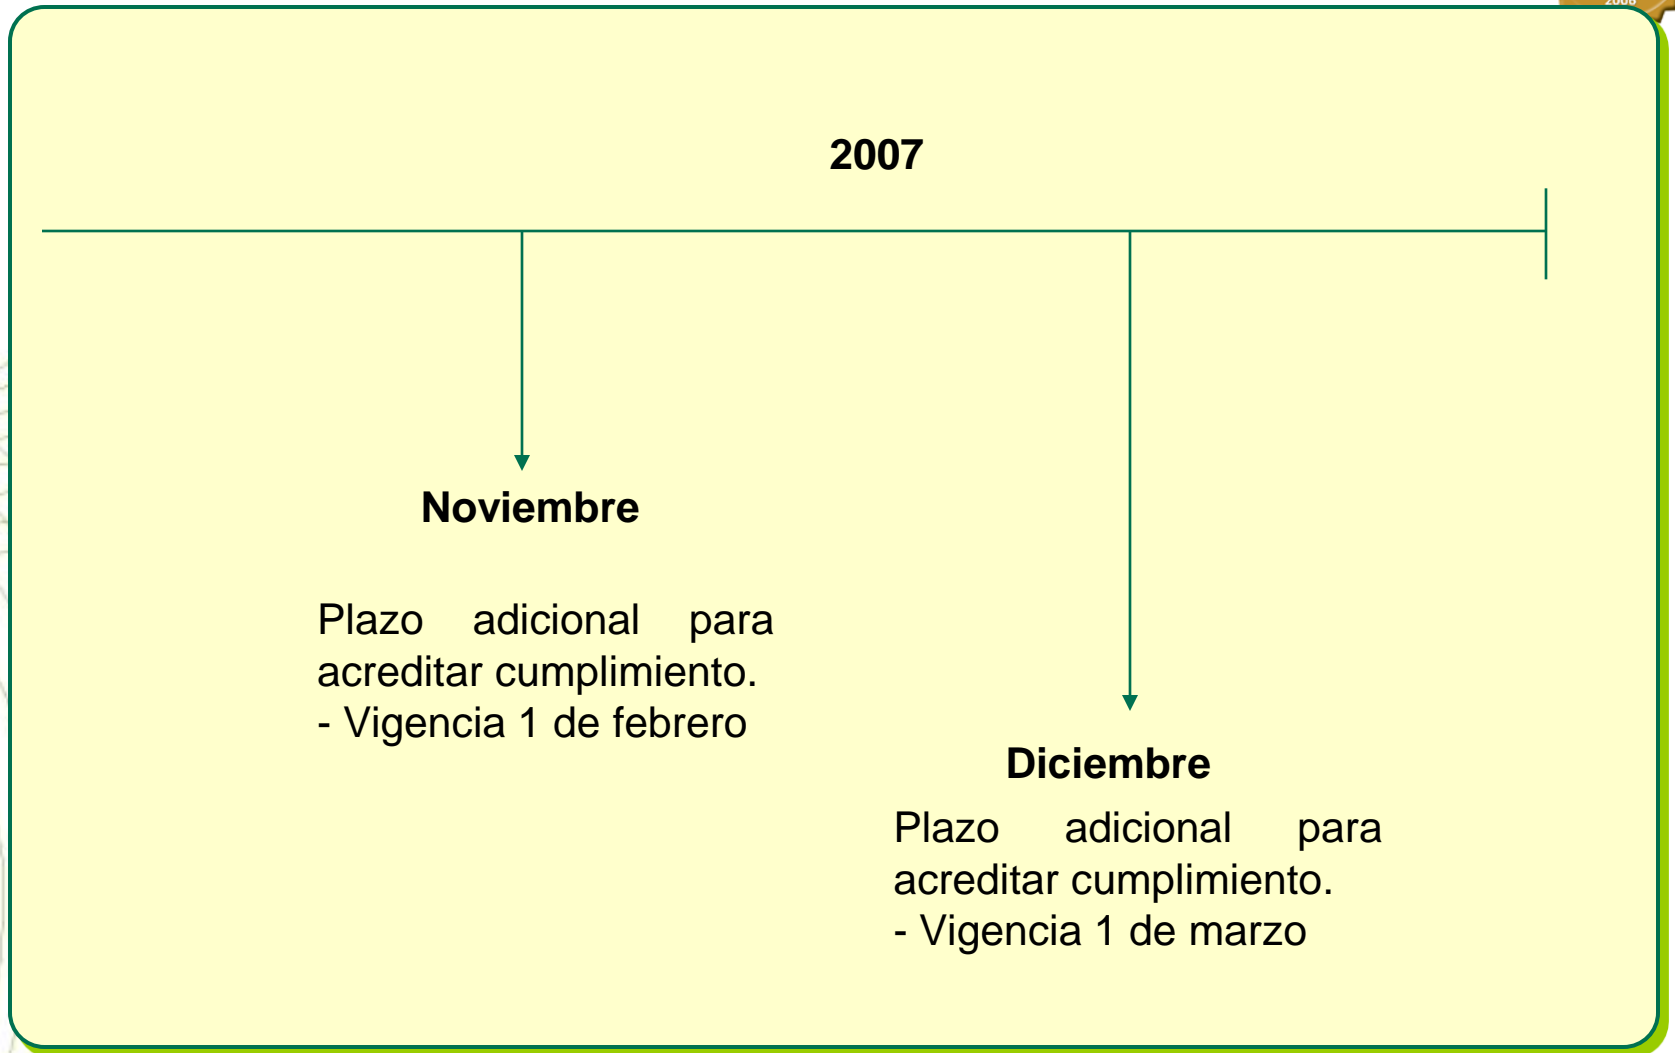 2006
2007
Noviembre
Plazo adicional para
acreditar cumplimiento.
- Vigencia 1 de febrero
Diciembre
Plazo adicional para
acreditar cumplimiento.
- Vigencia 1 de marzo